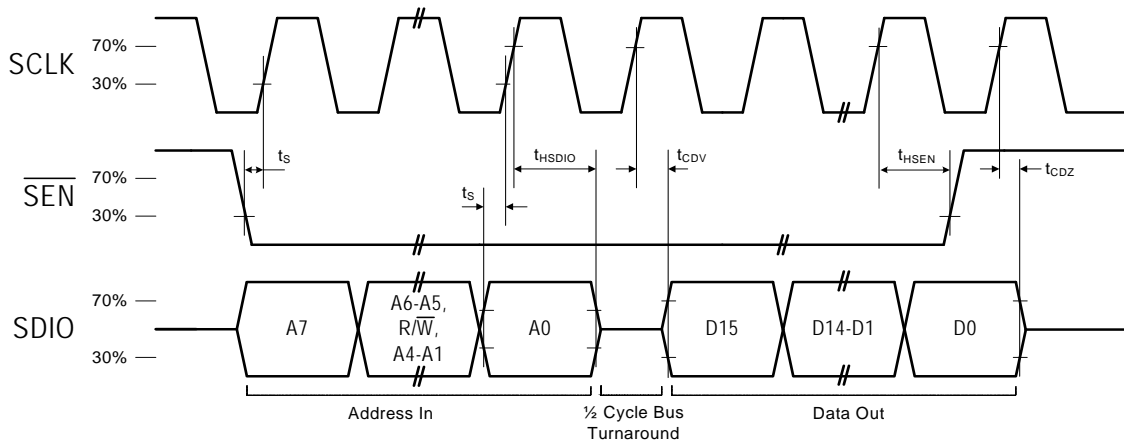 SCLK
70%
30%
tS
tHSDIO
tCDV
tHSEN
tCDZ
SEN
70%
30%
tS
SDIO
70%
30%
A7
A6-A5,
R/W,
A4-A1
A0
D15
D14-D1
D0
Address In
½ Cycle Bus
Turnaround
Data Out